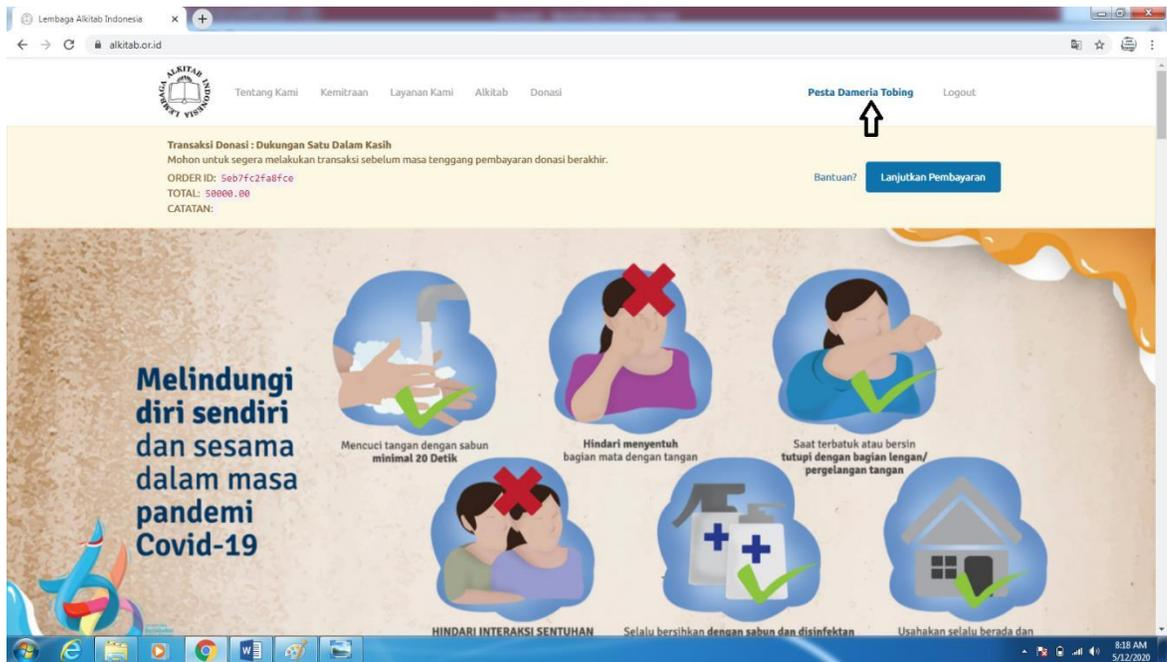 Lembaga Alkitab Indonesia
alkitab.or.id
LEMBAGA ALKITAB INDONESIA
Tentang Kami Kemitraan Layanan Kami Alkitab Donasi Pesta Dameria Tobing Logout
Transaksi Donasi : Dukungan Satu Dalam Kasih
Mohon untuk segera melakukan transaksi sebelum masa tenggang pembayaran donasi berakhir.
ORDER ID: 5eb7fc2fa8fce
TOTAL: 50000.00
CATATAN:
Bantuan? Lanjutkan Pembayaran
Melindungi
diri sendiri
dan sesama
dalam masa
pandemi
Covid-19
Mencuci tangan dengan sabun
minimal 20 Detik
Hindari menyentuh
bagian mata dengan tangan
Saat terbatuk atau bersin
tutupi dengan bagian lengan/
pergelangan tangan
HINDARI INTERAKSI SENTUHAN
Selalu bersihkan dengan sabun dan disinfektan
Usahakan selalu berada dan
8:18 AM
5/12/2020